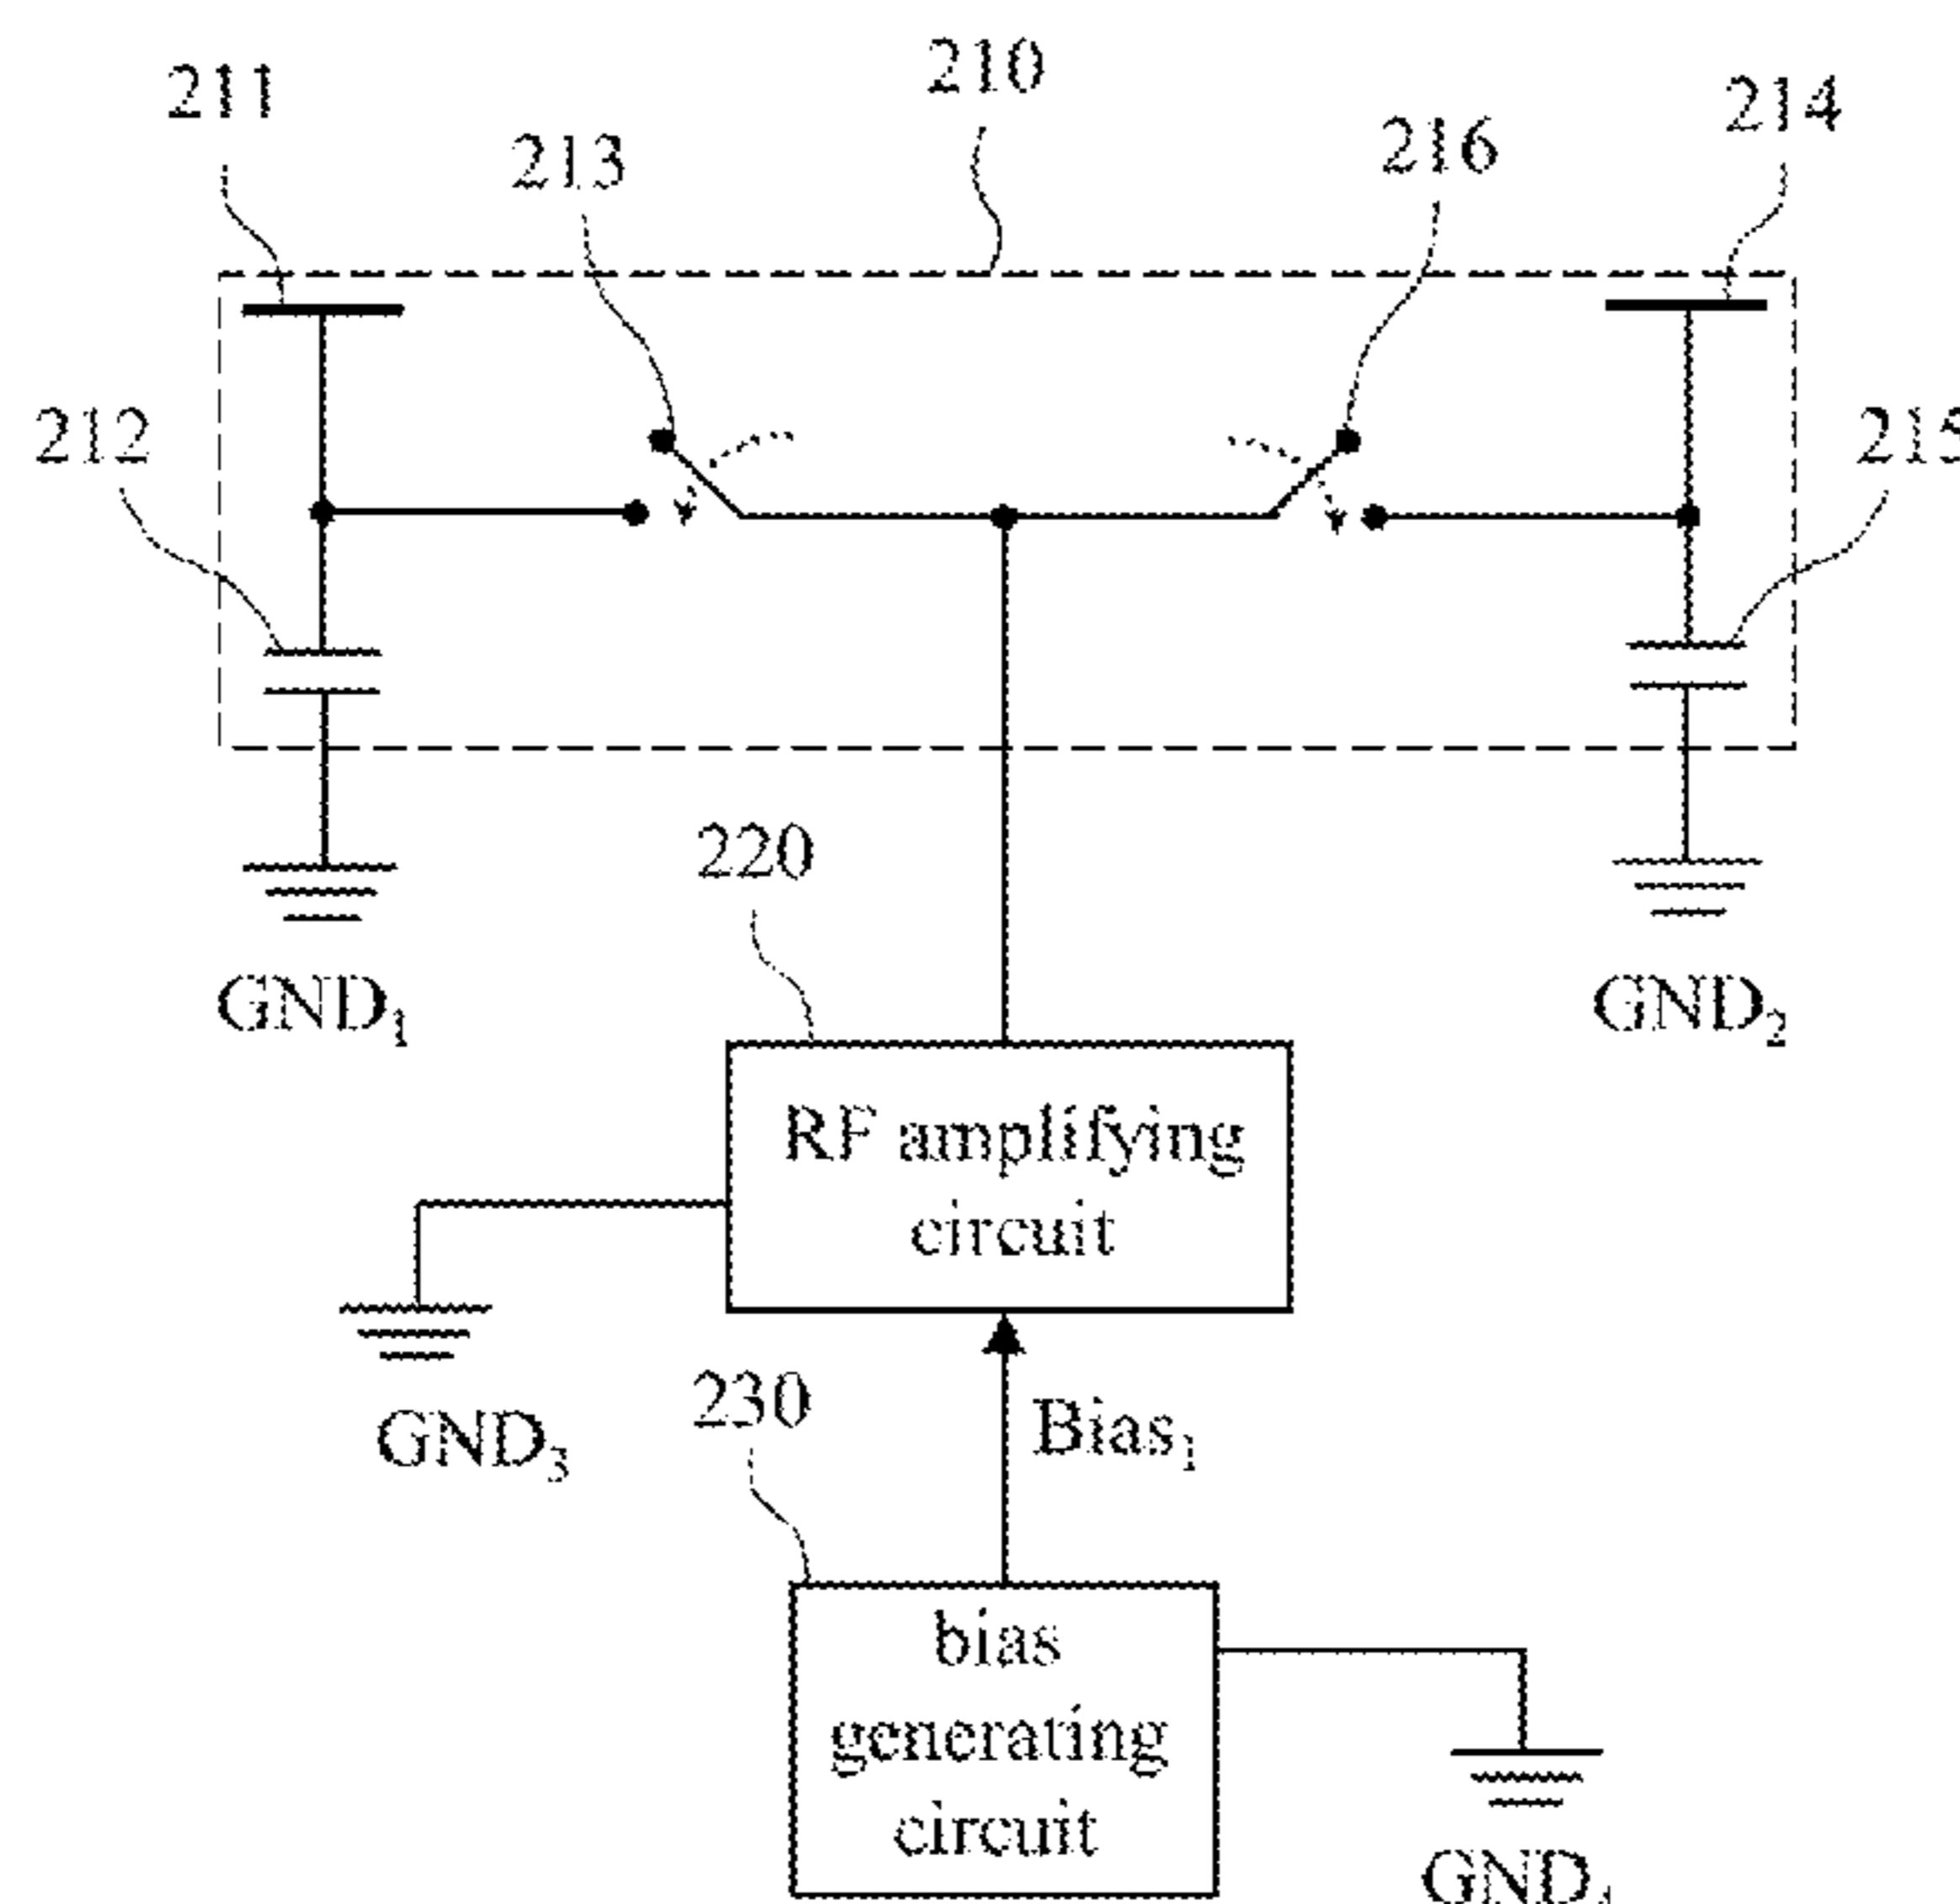 210
211
214
213
216
212
215
220
GND₁
GND₂
RF amplifying
circuit
230
Bias₁
GND₃
bias
generating
circuit